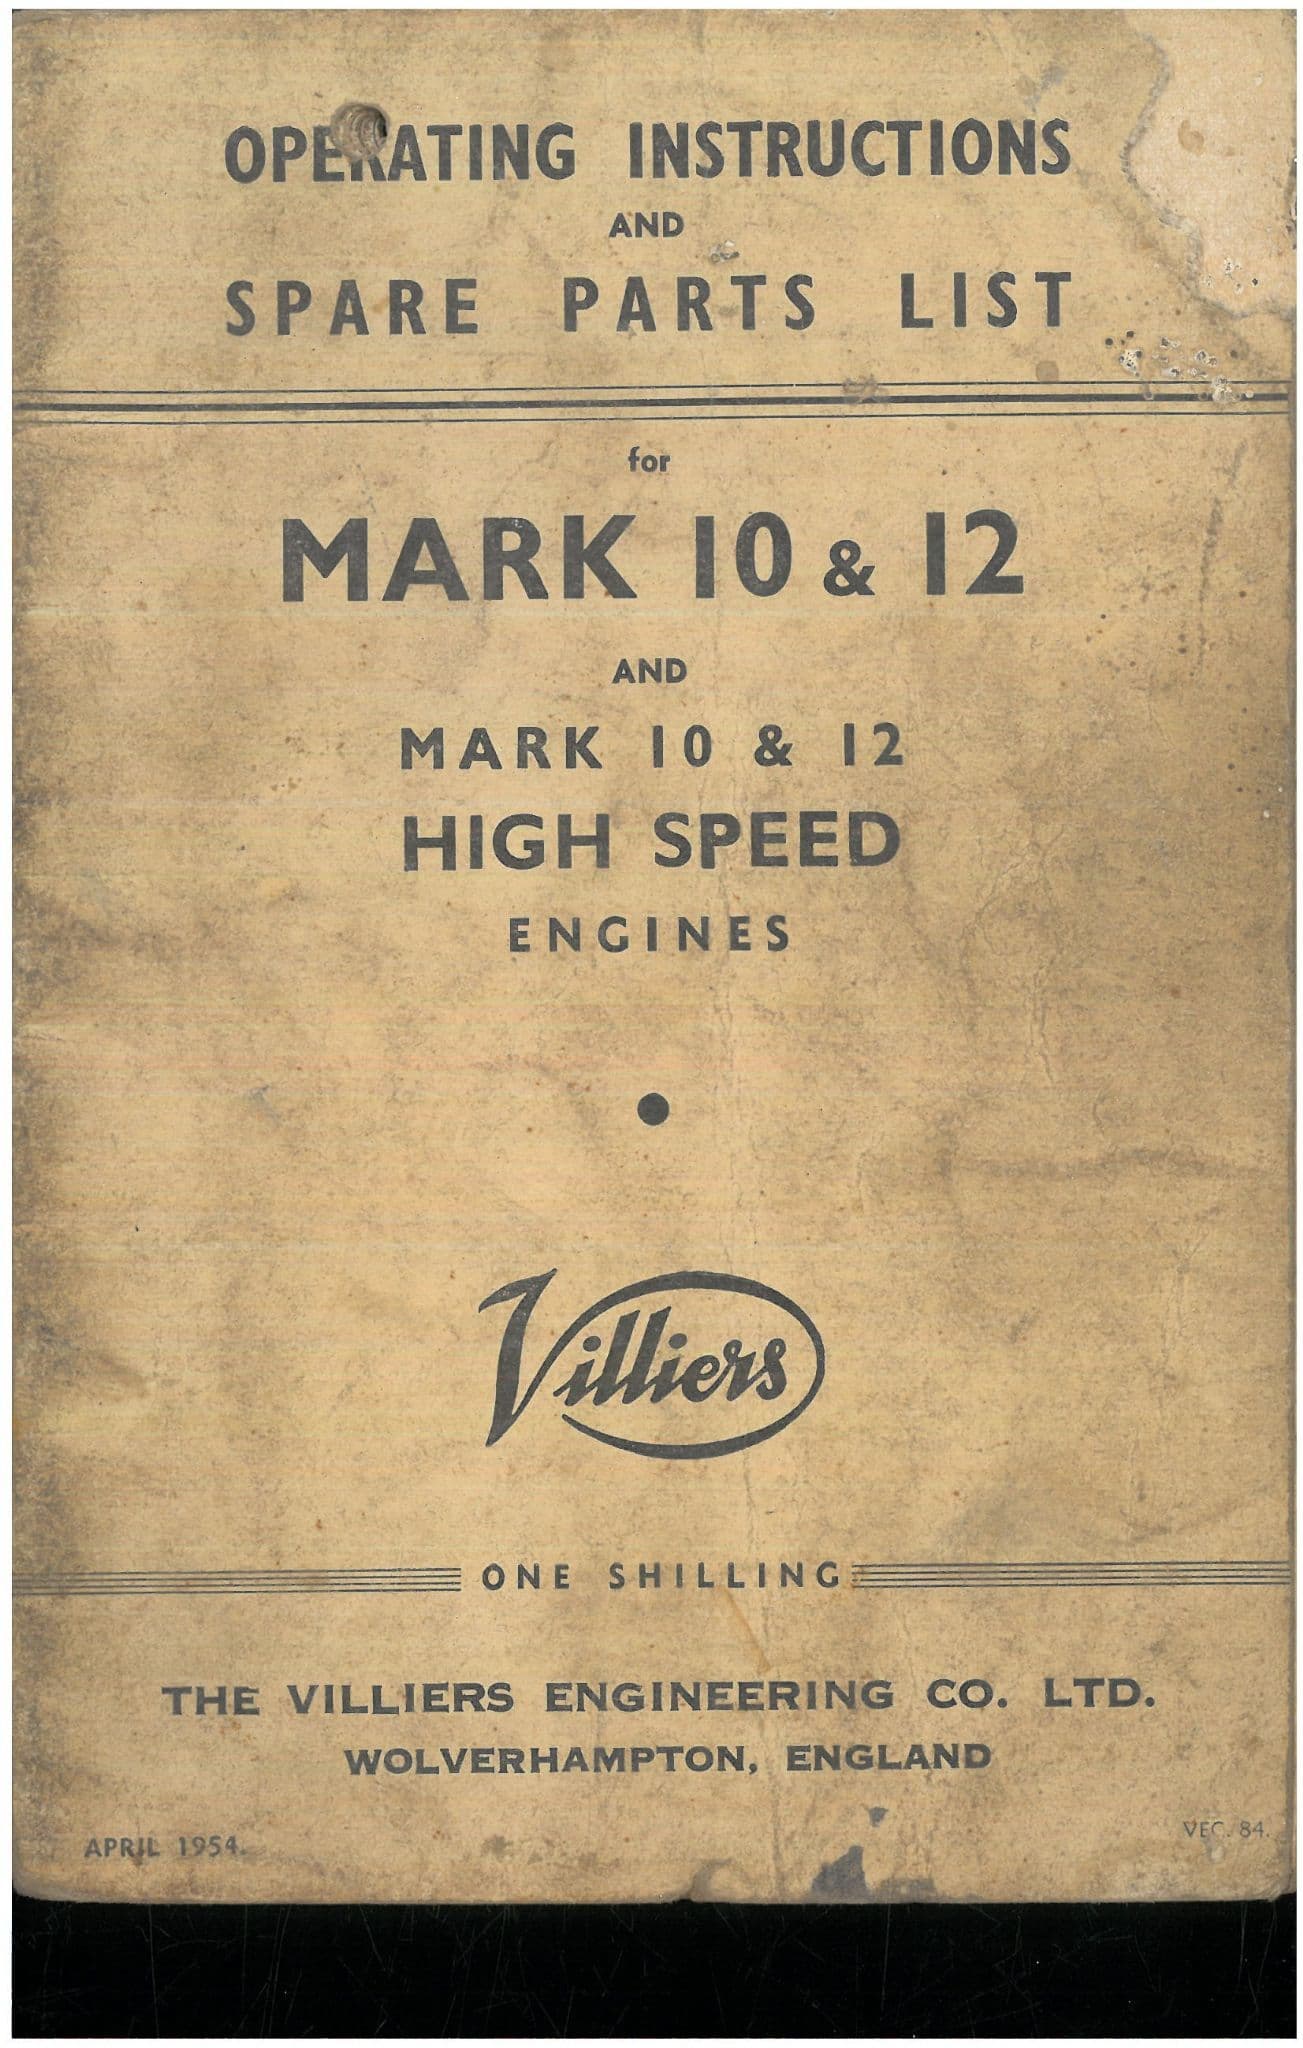 OPERATING INSTRUCTIONS
AND
SPARE PARTS LIST
for
MARK 10 & 12
AND
MARK 10 & 12
HIGH SPEED
ENGINES
Villiers
ONE SHILLING
THE VILLIERS ENGINEERING CO. LTD.
WOLVERHAMPTON, ENGLAND
APRIL 1954.
VEC. 84.